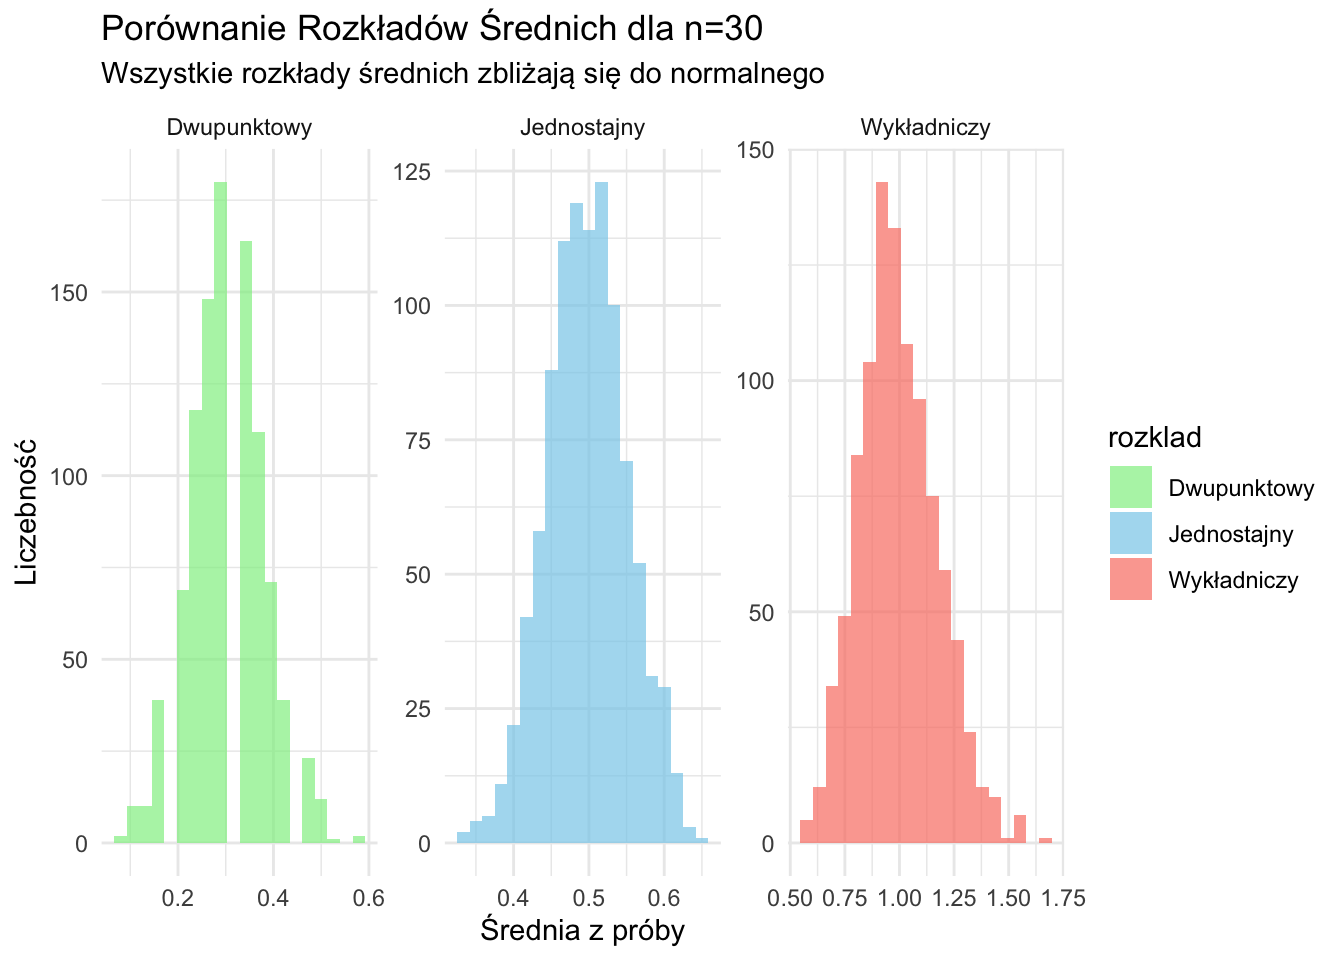 Porównanie Rozkładów Średnich dla n=30
Wszystkie rozkłady średnich zbliżają się do normalnego
Dwupunktowy
Jednostajny
Wykładniczy
Liczebność
150
100
50
0
0.2
0.4
0.6
125
100
75
50
25
0
0.4
0.5
0.6
150
100
50
0
0.50
0.75
1.00
1.25
1.50
1.75
Średnia z próby
rozklad
Dwupunktowy
Jednostajny
Wykładniczy